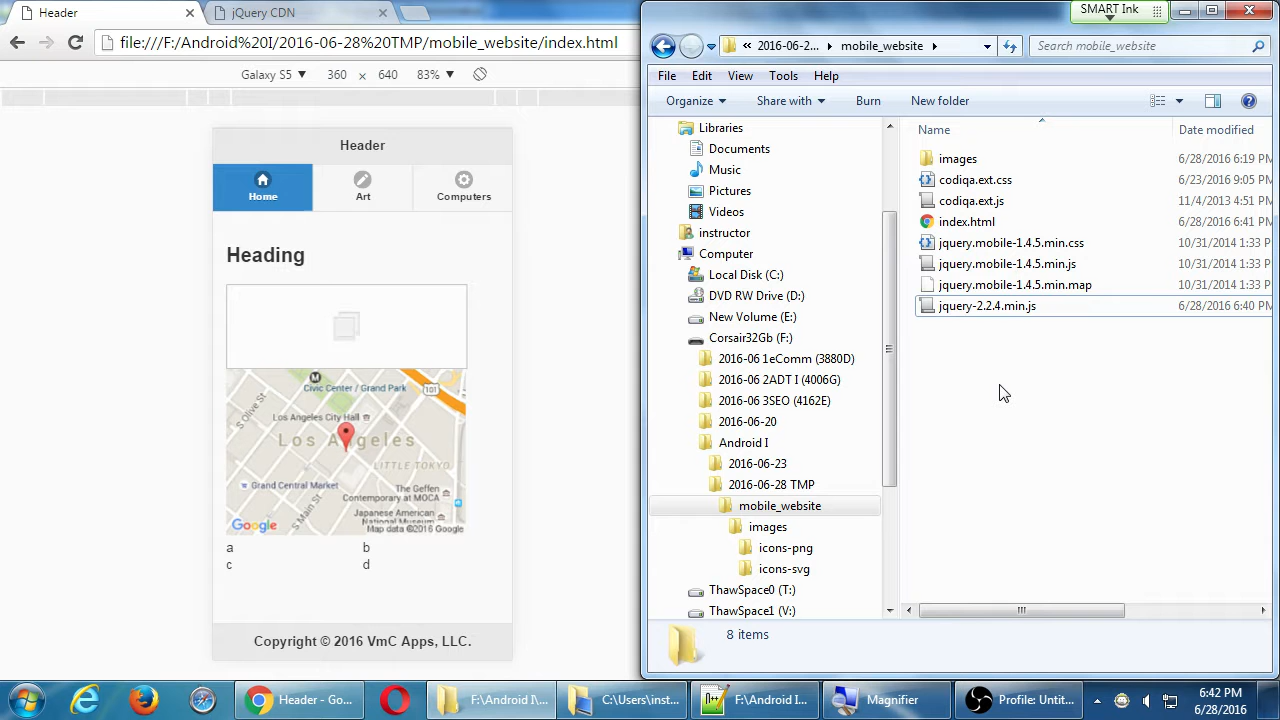 Header
jQuery CDN
SMART Ink
file:///F:/Android%20I/2016-06-28%20TMP/mobile_website/index.html
« 2016-06-2... mobile_website
Search mobile_website
Galaxy S5 360 × 640 83%
File Edit View Tools Help
Organize Share with Burn New folder
Header
Home
Art
Computers
Heading
Civic Center / Grand Park
101
S Olive St
Los Angeles City Hall
Los Angeles
LITTLE TOKYO
Grand Central Market
S Main St
The Geffen
Contemporary at MOCA
Japanese American
National Museum
Google
Map data ©2016 Google
a b
c d
Copyright © 2016 VmC Apps, LLC.
Libraries
Documents
Music
Pictures
Videos
instructor
Computer
Local Disk (C:)
DVD RW Drive (D:)
New Volume (E:)
Corsair32Gb (F:)
2016-06 1eComm (3880D)
2016-06 2ADT I (4006G)
2016-06 3SEO (4162E)
2016-06-20
Android I
2016-06-23
2016-06-28 TMP
mobile_website
images
icons-png
icons-svg
ThawSpace0 (T:)
ThawSpace1 (V:)
Name Date modified
images 6/28/2016 6:19 PM
codiqa.ext.css 6/23/2016 9:05 PM
codiqa.ext.js 11/4/2013 4:51 P
index.html 6/28/2016 6:41 P
jquery.mobile-1.4.5.min.css 10/31/2014 1:33 P
jquery.mobile-1.4.5.min.js 10/31/2014 1:33 P
jquery.mobile-1.4.5.min.map 10/31/2014 1:33 P
jquery-2.2.4.min.js 6/28/2016 6:40 P
8 items
Header - Go...
F:\Android I\...
C:\Users\inst...
F:\Android I...
Magnifier
Profile: Untit...
6:42 PM
6/28/2016